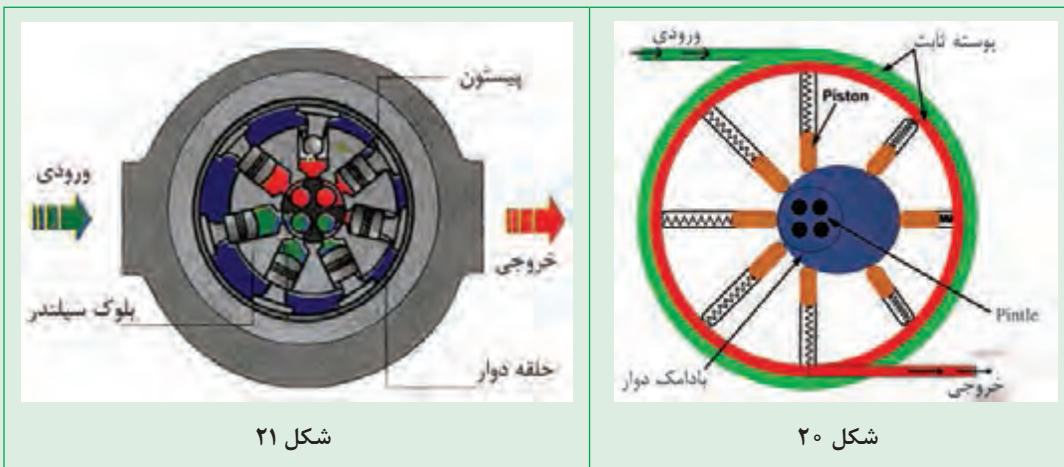 ورودی
پوسته ثابت
Piston
Pintle
بادامک دوار
خروجی
شکل ۲۰
پیستون
ورودی
خروجی
بلوک سیلندر
حلقه دوار
شکل ۲۱